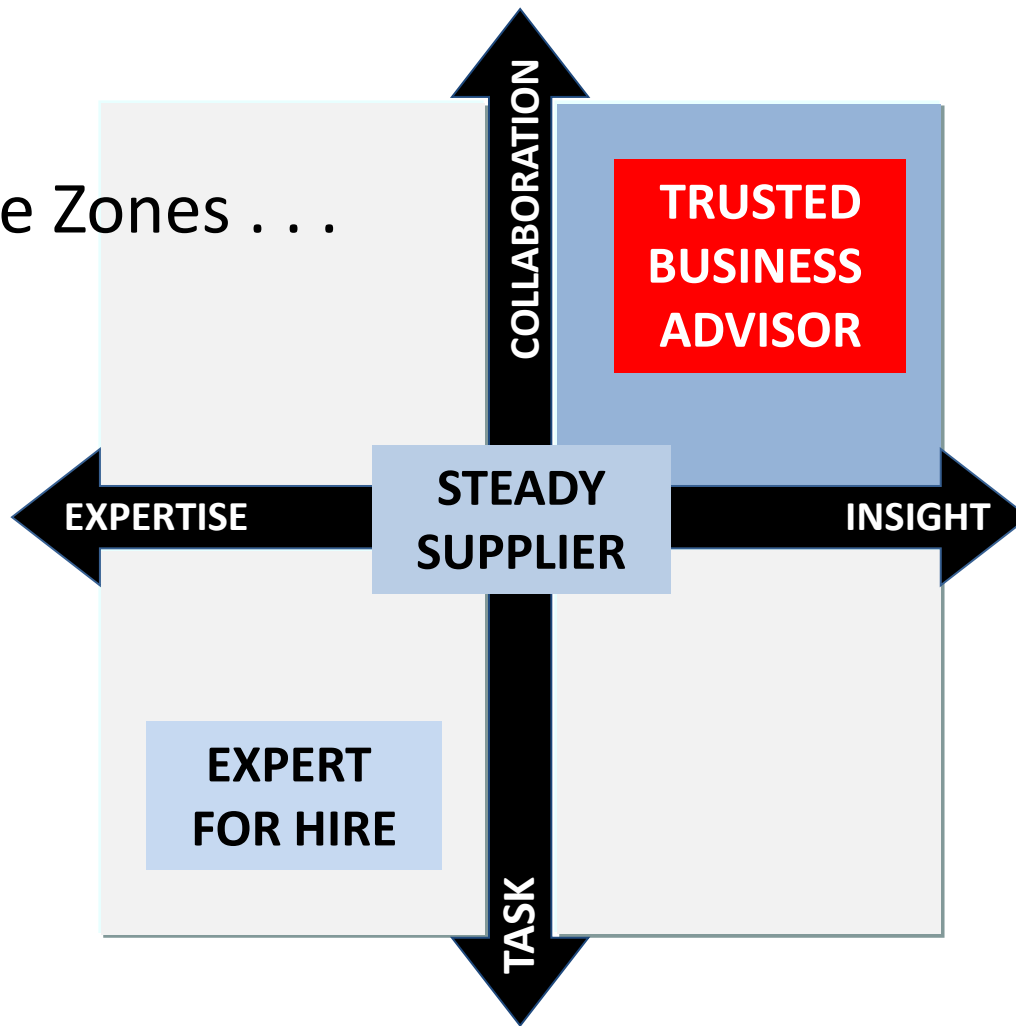 COLLABORATION
e Zones . . .
TRUSTED
BUSINESS
ADVISOR
STEADY
SUPPLIER
EXPERTISE
INSIGHT
EXPERT
FOR HIRE
TASK